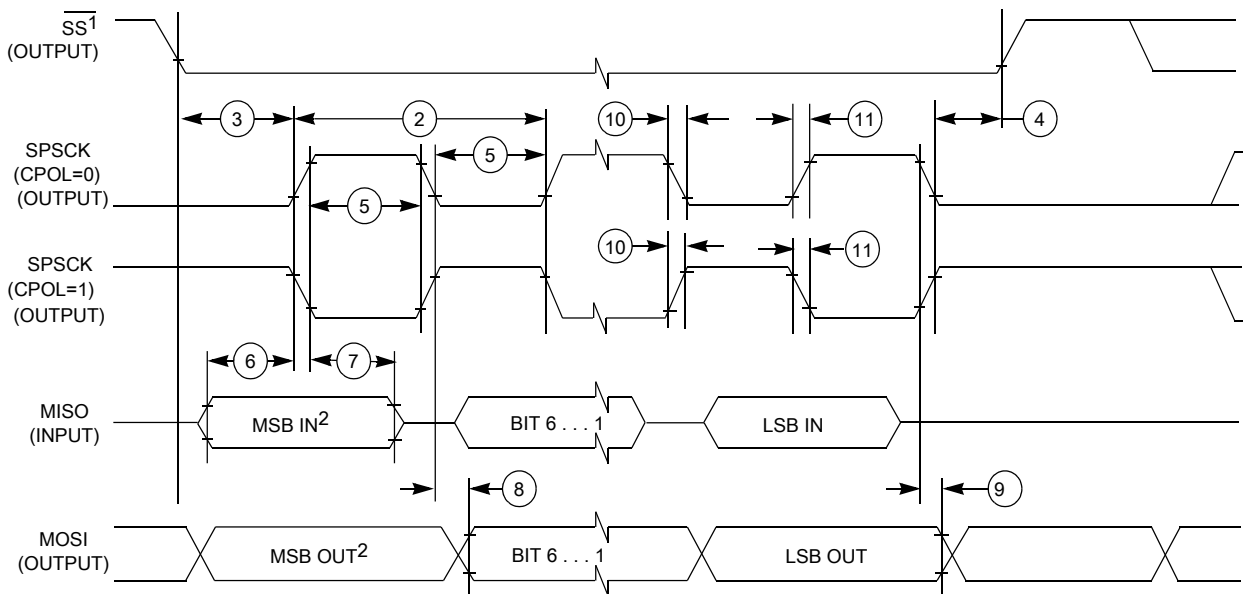 SS1
(OUTPUT)
3
2
10
11
4
SPSCK
(CPOL=0)
(OUTPUT)
5
5
SPSCK
(CPOL=1)
(OUTPUT)
10
11
6
7
MISO
(INPUT)
MSB IN2
BIT 6 . . . 1
LSB IN
8
9
MOSI
(OUTPUT)
MSB OUT2
BIT 6 . . . 1
LSB OUT